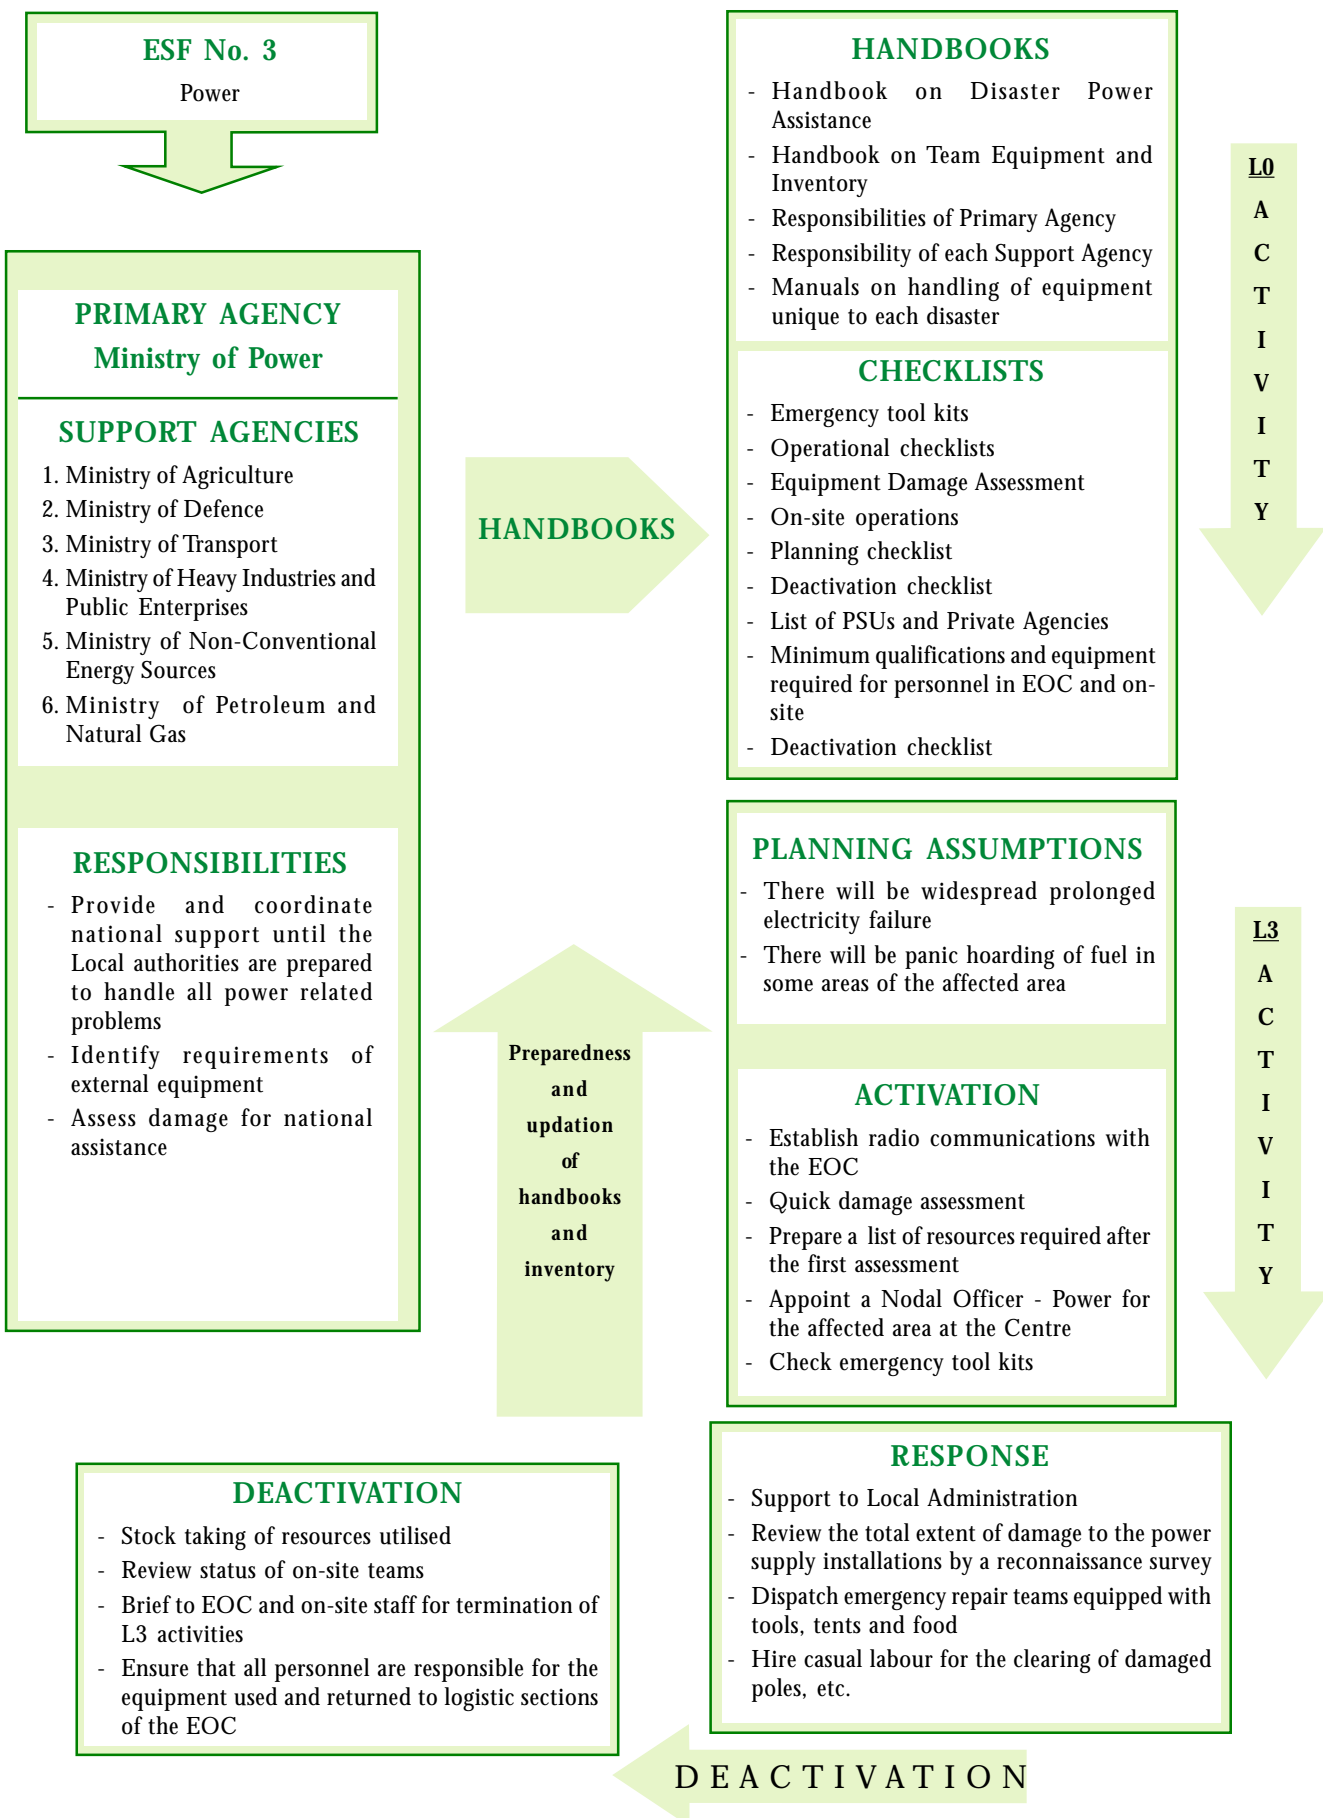 ESF No. 3
Power
PRIMARY AGENCY
Ministry of Power
SUPPORT AGENCIES
1. Ministry of Agriculture
2. Ministry of Defence
3. Ministry of Transport
4. Ministry of Heavy Industries and
Public Enterprises
5. Ministry of Non-Conventional
Energy Sources
6. Ministry of Petroleum and
Natural Gas
RESPONSIBILITIES
- Provide and coordinate
national support until the
Local authorities are prepared
to handle all power related
problems
- Identify requirements of
external equipment
- Assess damage for national
assistance
HANDBOOKS
HANDBOOKS
- Handbook on Disaster Power
Assistance
- Handbook on Team Equipment and
Inventory
- Responsibilities of Primary Agency
- Responsibility of each Support Agency
- Manuals on handling of equipment
unique to each disaster
CHECKLISTS
- Emergency tool kits
- Operational checklists
- Equipment Damage Assessment
- On-site operations
- Planning checklist
- Deactivation checklist
- List of PSUs and Private Agencies
- Minimum qualifications and equipment
required for personnel in EOC and on-
site
- Deactivation checklist
L0
A
C
T
I
V
I
T
Y
PLANNING ASSUMPTIONS
- There will be widespread prolonged
electricity failure
- There will be panic hoarding of fuel in
some areas of the affected area
ACTIVATION
- Establish radio communications with
the EOC
- Quick damage assessment
- Prepare a list of resources required after
the first assessment
- Appoint a Nodal Officer - Power for
the affected area at the Centre
- Check emergency tool kits
L3
A
C
T
I
V
I
T
Y
Preparedness
and
updation
of
handbooks
and
inventory
RESPONSE
- Support to Local Administration
- Review the total extent of damage to the power
supply installations by a reconnaissance survey
- Dispatch emergency repair teams equipped with
tools, tents and food
- Hire casual labour for the clearing of damaged
poles, etc.
DEACTIVATION
- Stock taking of resources utilised
- Review status of on-site teams
- Brief to EOC and on-site staff for termination of
L3 activities
- Ensure that all personnel are responsible for the
equipment used and returned to logistic sections
of the EOC
DEACTIVATION